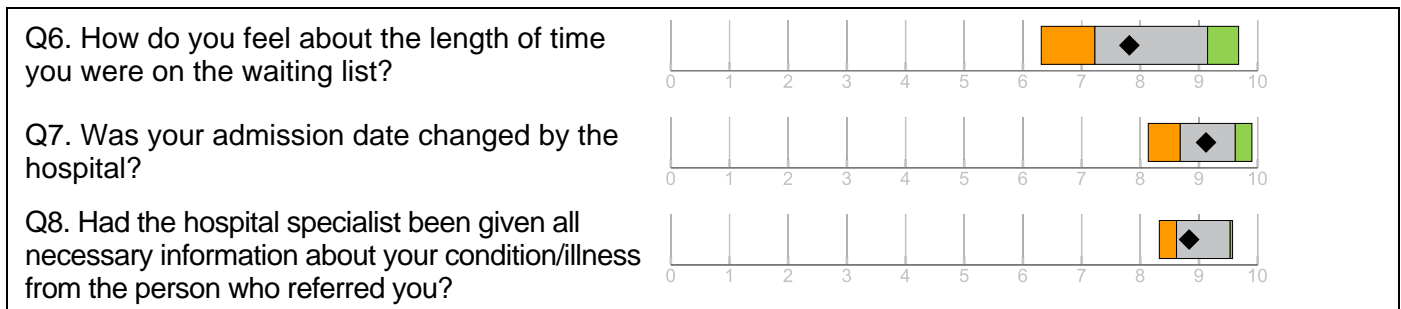 Q6. How do you feel about the length of time
you were on the waiting list?
0 1 2 3 4 5 6 7 8 9 10
Q7. Was your admission date changed by the
hospital?
0 1 2 3 4 5 6 7 8 9 10
Q8. Had the hospital specialist been given all
necessary information about your condition/illness
from the person who referred you?
0 1 2 3 4 5 6 7 8 9 10